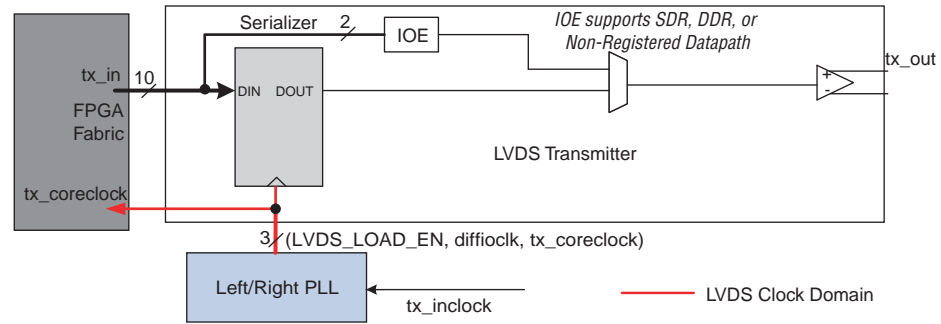 Serializer
2
IOE
IOE supports SDR, DDR, or
Non-Registered Datapath
tx_in
10
FPGA
Fabric
DIN DOUT
+
-
tx_out
LVDS Transmitter
tx_coreclock
3 (LVDS_LOAD_EN, diffioclk, tx_coreclock)
Left/Right PLL
tx_inclock
LVDS Clock Domain